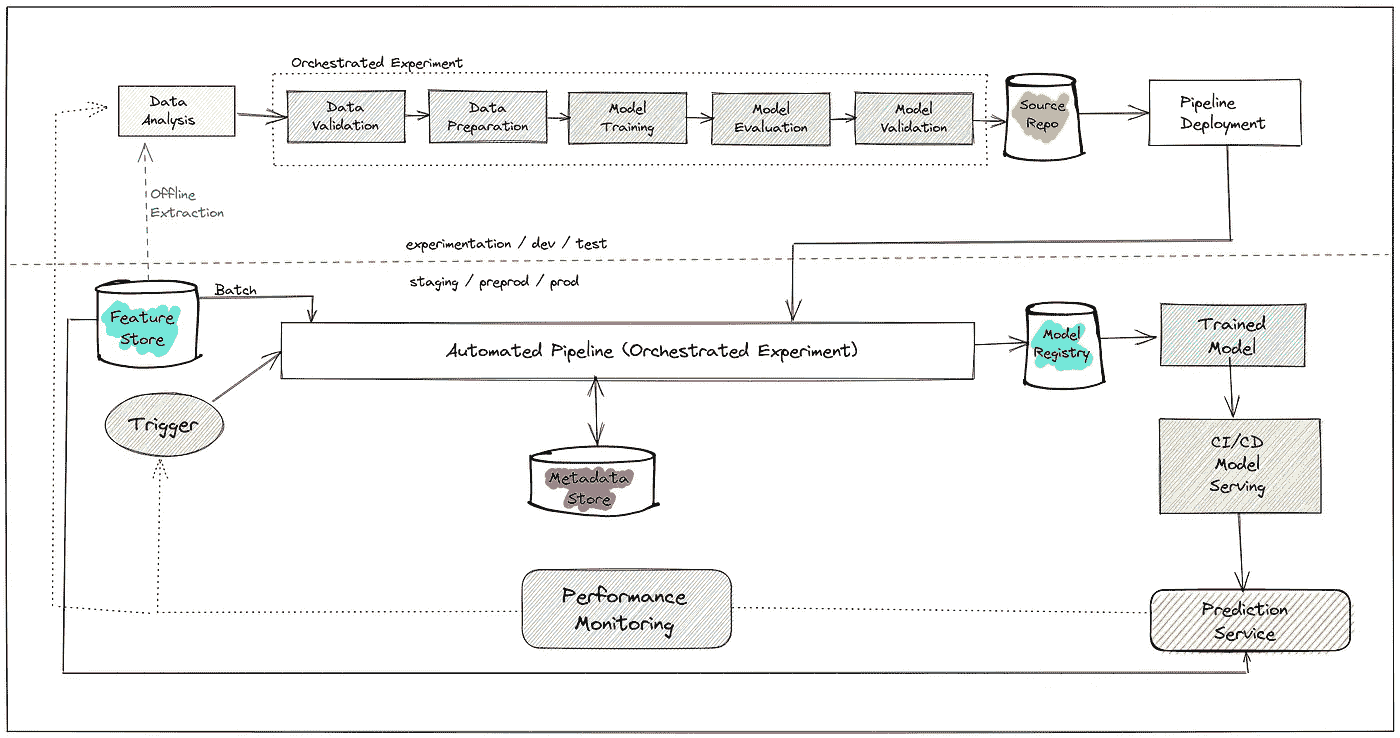 Orchestrated Experiment
Data
Analysis
Data
Validation
Data
Preparation
Model
Training
Model
Evaluation
Model
Validation
Source
Repo
Pipeline
Deployment
Offline
Extraction
experimentation / dev / test
staging / preprod / prod
Feature
Store
Batch
Automated Pipeline (Orchestrated Experiment)
Model
Registry
Trained
Model
Trigger
Metadata
Store
CI/CD
Model
Serving
Performance
Monitoring
Prediction
Service